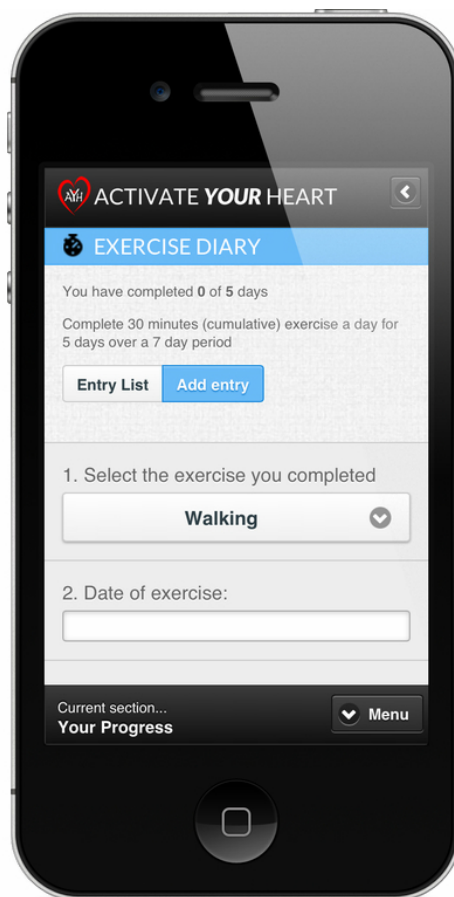 AYH ACTIVATE YOUR HEART
EXERCISE DIARY
You have completed 0 of 5 days
Complete 30 minutes (cumulative) exercise a day for
5 days over a 7 day period
Entry List Add entry
1. Select the exercise you completed
Walking
2. Date of exercise:
Current section...
Your Progress
Menu